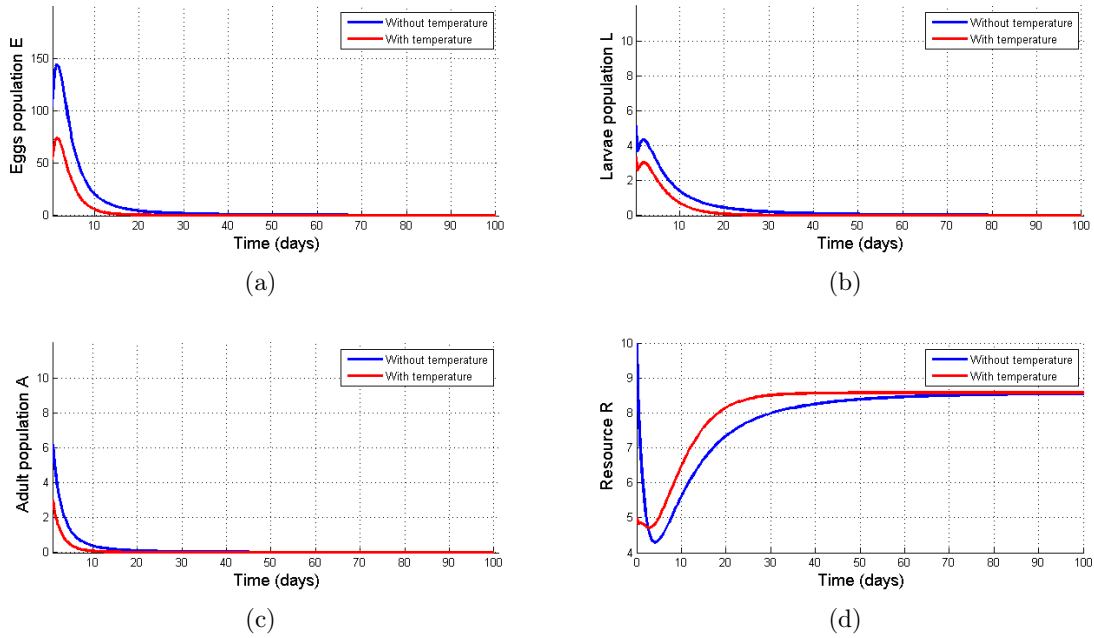 Eggs population E
150
100
50
0
10 20 30 40 50 60 70 80 90 100
Time (days)
Without temperature
With temperature
(a)
Larvae population L
10
8
6
4
2
0
10 20 30 40 50 60 70 80 90 100
Time (days)
Without temperature
With temperature
(b)
Adult population A
10
8
6
4
2
0
10 20 30 40 50 60 70 80 90 100
Time (days)
Without temperature
With temperature
(c)
Resource R
10
9
8
7
6
5
4
0 10 20 30 40 50 60 70 80 90 100
Time (days)
Without temperature
With temperature
(d)